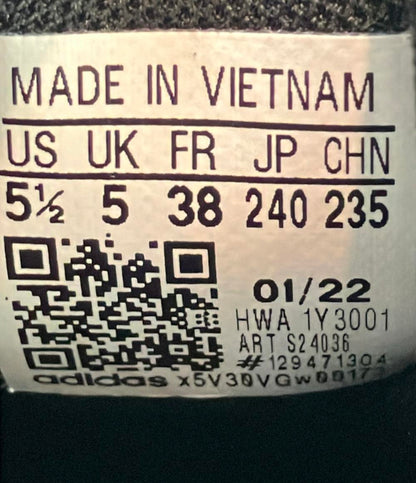 MADE IN VIETNAM
US UK FR JP CHN
5½ 5 38 240 235
01/22
HWA 1Y3001
ART S24036
#129471304
adidas